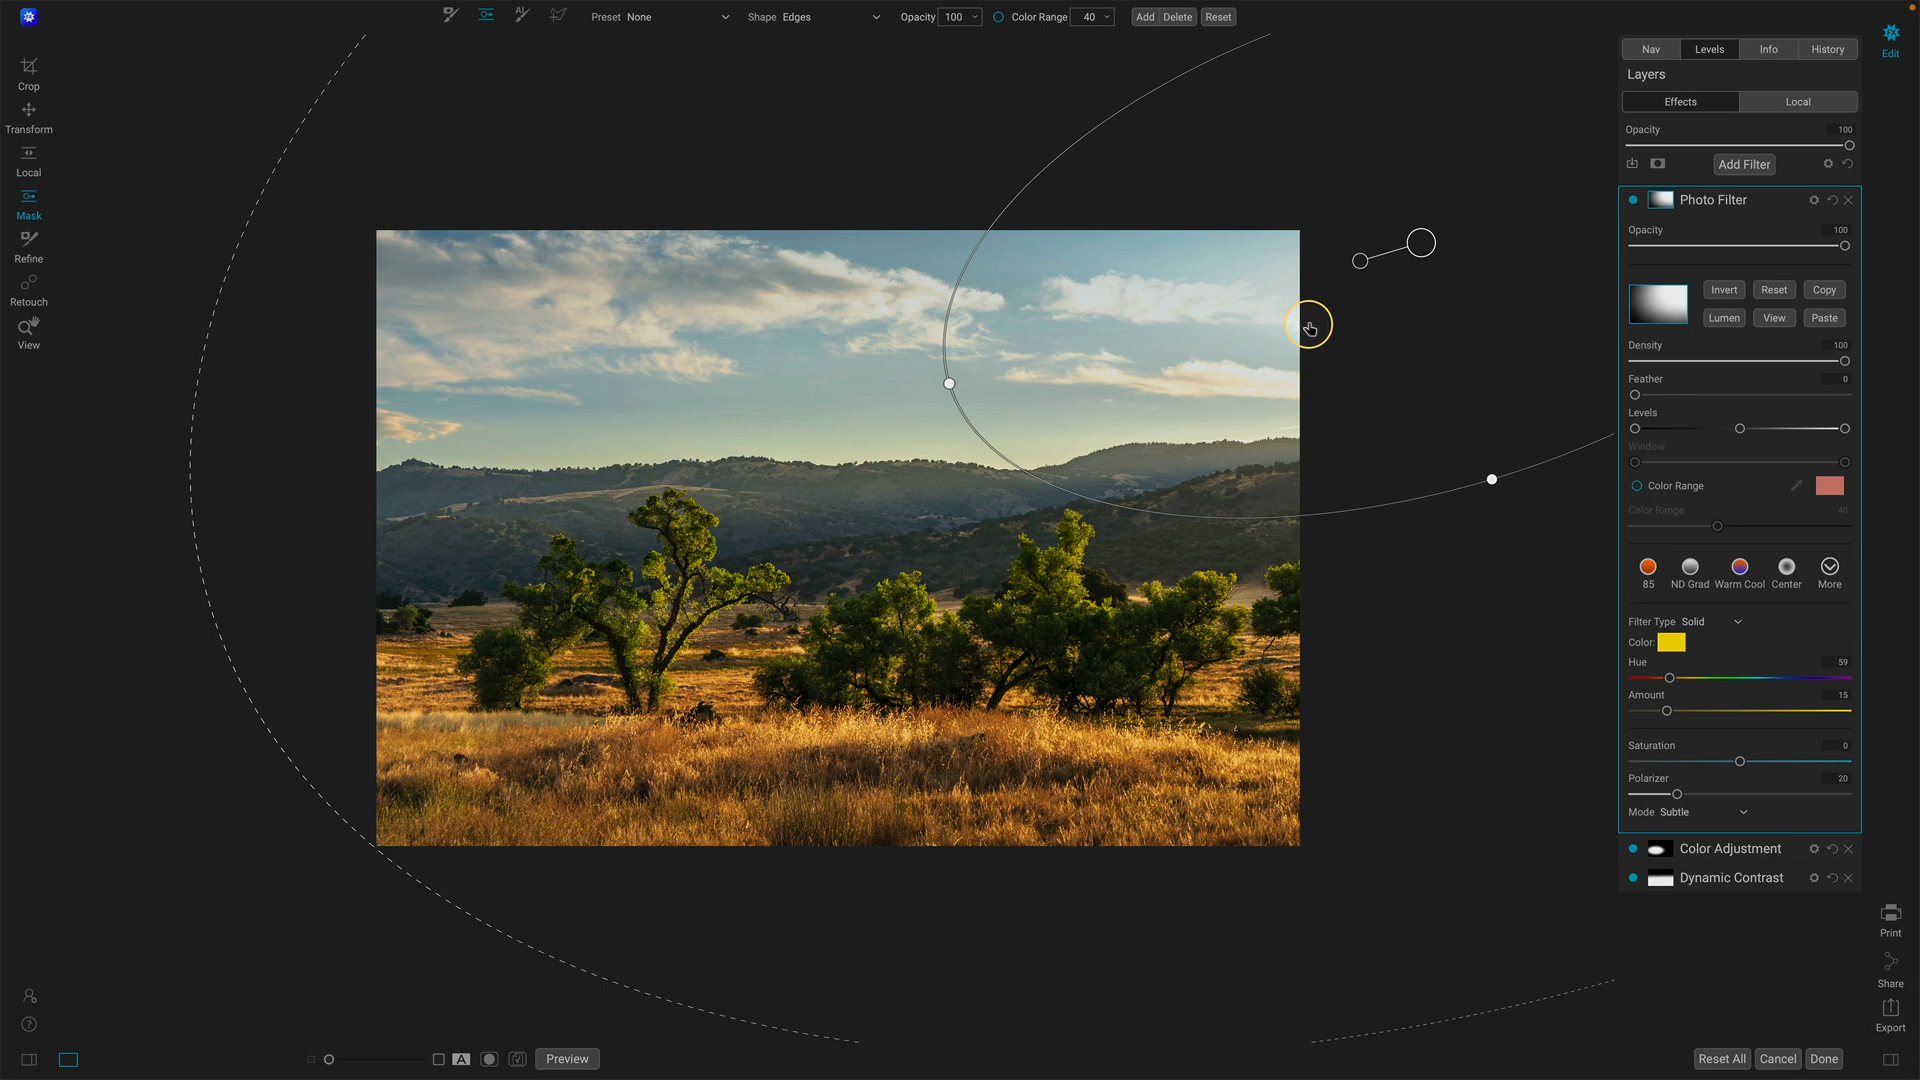 Preset None Shape Edges Opacity 100 Color Range 40 Add Delete Reset
Edit
Nav Levels Info History
Layers
Effects Local
Opacity 100
Add Filter
Photo Filter
Opacity 100
Invert Reset Copy
Lumen View Paste
Density 100
Feather 0
Levels
Window
Color Range
Color Range 40
85 ND Grad Warm Cool Center More
Filter Type Solid
Color:
Hue 59
Amount 15
Saturation 0
Polarizer 20
Mode Subtle
Color Adjustment
Dynamic Contrast
Crop
Transform
Local
Mask
Refine
Retouch
View
Print
Share
Export
A Preview
Reset All Cancel Done